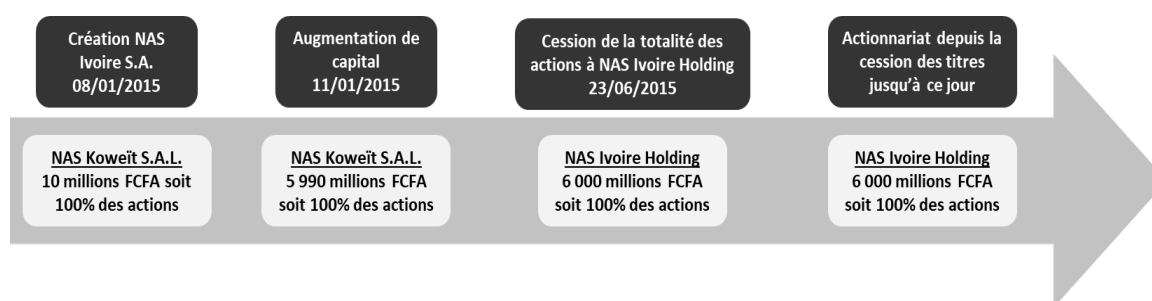 Création NAS
Ivoire S.A.
08/01/2015
Augmentation de
capital
11/01/2015
Cession de la totalité des
actions à NAS Ivoire Holding
23/06/2015
Actionnariat depuis la
cession des titres
jusqu'à ce jour
NAS Koweït S.A.L.
10 millions FCFA soit
100% des actions
NAS Koweït S.A.L.
5 990 millions FCFA
soit 100% des actions
NAS Ivoire Holding
6 000 millions FCFA
soit 100% des actions
NAS Ivoire Holding
6 000 millions FCFA
soit 100% des actions